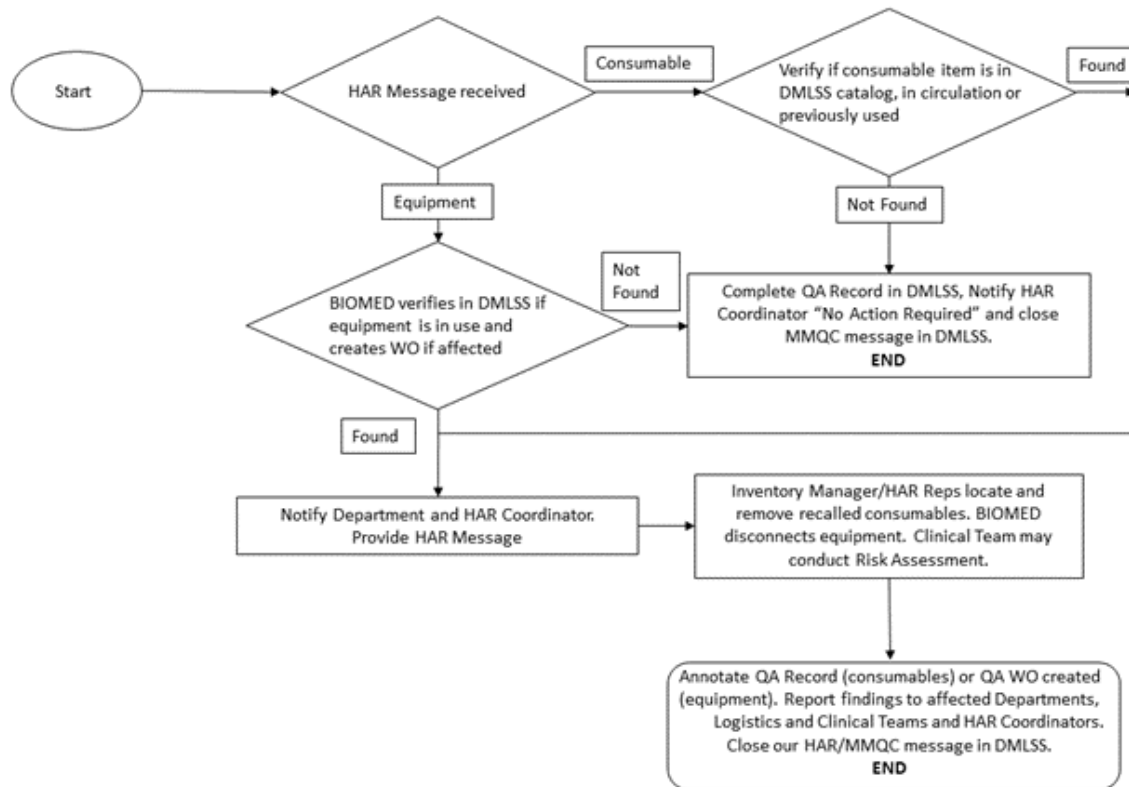 Start
HAR Message received
Consumable
Verify if consumable item is in
DMLSS catalog, in circulation or
previously used
Found
Equipment
Not Found
BIOMED verifies in DMLSS if
equipment is in use and
creates WO if affected
Not
Found
Complete QA Record in DMLSS, Notify HAR
Coordinator “No Action Required” and close
MMQC message in DMLSS.
END
Found
Notify Department and HAR Coordinator.
Provide HAR Message
Inventory Manager/HAR Reps locate and
remove recalled consumables. BIOMED
disconnects equipment. Clinical Team may
conduct Risk Assessment.
Annotate QA Record (consumables) or QA WO created
(equipment). Report findings to affected Departments,
Logistics and Clinical Teams and HAR Coordinators.
Close our HAR/MMQC message in DMLSS.
END